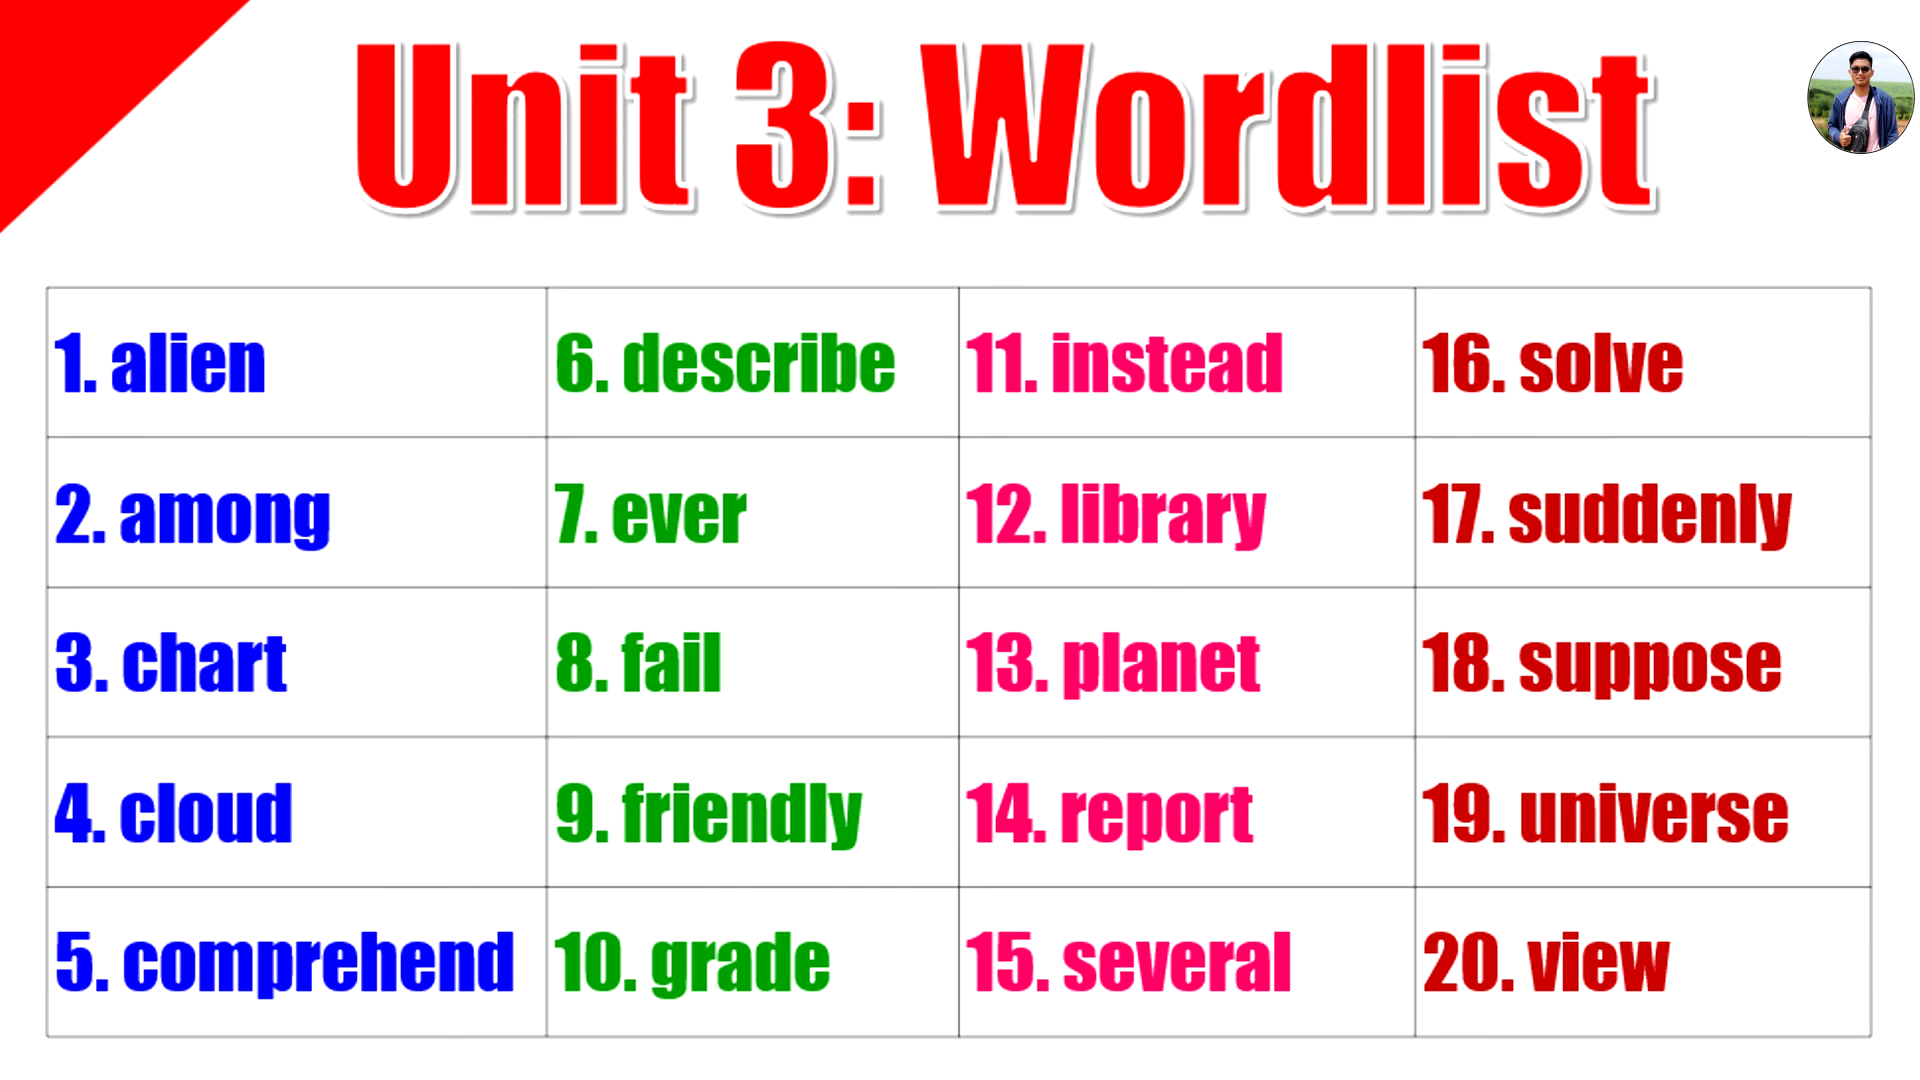 Unit 3: Wordlist
1. alien
6. describe
11. instead
16. solve
2. among
7. ever
12. library
17. suddenly
3. chart
8. fail
13. planet
18. suppose
4. cloud
9. friendly
14. report
19. universe
5. comprehend
10. grade
15. several
20. view